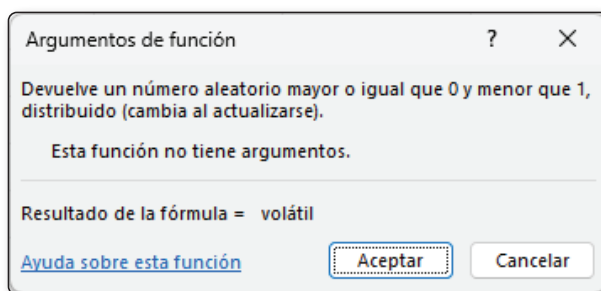 Argumentos de función ? ×
Devuelve un número aleatorio mayor o igual que 0 y menor que 1,
distribuido (cambia al actualizarse).
Esta función no tiene argumentos.
Resultado de la fórmula = volátil
Ayuda sobre esta función Aceptar Cancelar